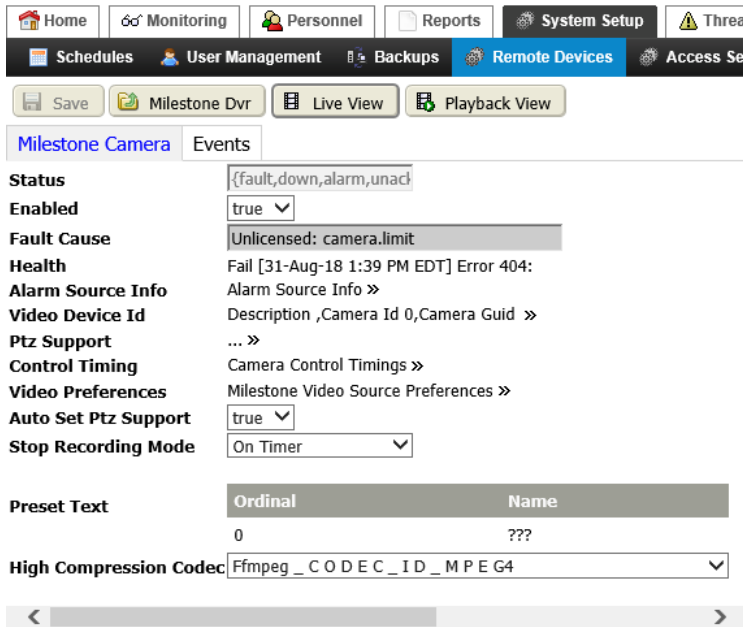 Home Monitoring Personnel Reports System Setup Threa
Schedules User Management Backups Remote Devices Access Se
Save Milestone Dvr Live View Playback View
Milestone Camera Events
Status {fault,down,alarm,unack
Enabled true
Fault Cause Unlicensed: camera.limit
Health Fail [31-Aug-18 1:39 PM EDT] Error 404:
Alarm Source Info Alarm Source Info »
Video Device Id Description ,Camera Id 0,Camera Guid »
Ptz Support ... »
Control Timing Camera Control Timings »
Video Preferences Milestone Video Source Preferences »
Auto Set Ptz Support true
Stop Recording Mode On Timer
Preset Text Ordinal Name
0 ???
High Compression Codec Ffmpeg _ C O D E C _ I D _ M P E G4